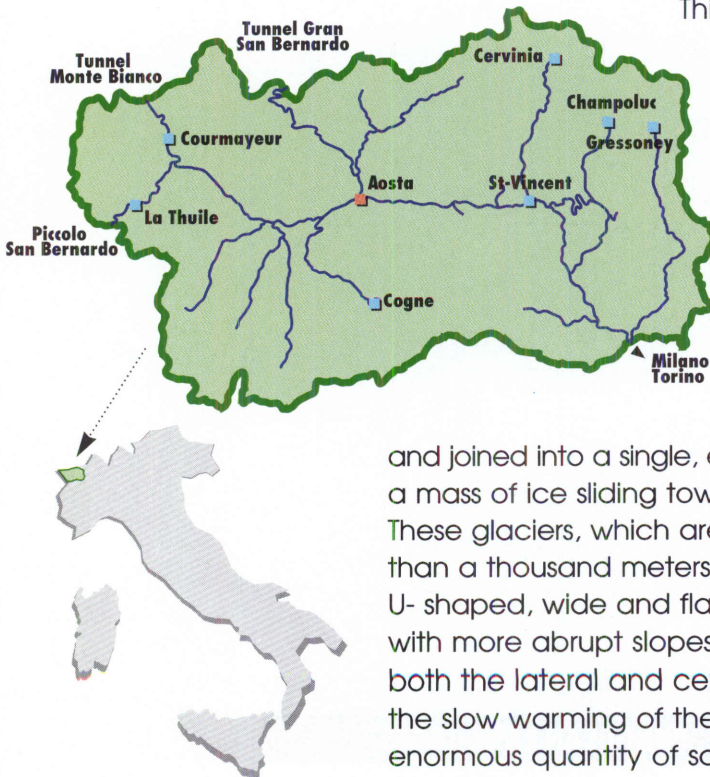 Thi
Tunnel Gran
San Bernardo
Tunnel
Monte Bianco
Cervinia
Champoluc
Gressoney
Courmayeur
Aosta
St-Vincent
La Thuile
Piccolo
San Bernardo
Cogne
Milano
Torino
and joined into a single, e
a mass of ice sliding tow
These glaciers, which are
than a thousand meters
U- shaped, wide and fla
with more abrupt slopes
both the lateral and ce
the slow warming of the
enormous quantity of so